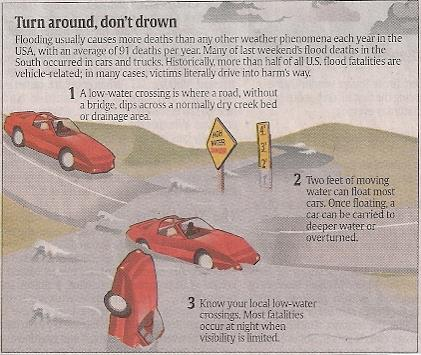 Turn around, don't drown
Flooding usually causes more deaths than any other weather phenomena each year in the
USA, with an average of 91 deaths per year. Many of last weekend's flood deaths in the
South occurred in cars and trucks. Historically, more than half of all U.S. flood fatalities are
vehicle-related; in many cases, victims literally drive into harm's way.
1 A low-water crossing is where a road, without
a bridge, dips across a normally dry creek bed
or drainage area.
HIGH
WATER
4'
3'
2'
2 Two feet of moving
water can float most
cars. Once floating, a
car can be carried to
deeper water or
overturned.
3 Know your local low-water
crossings. Most fatalities
occur at night when
visibility is limited.